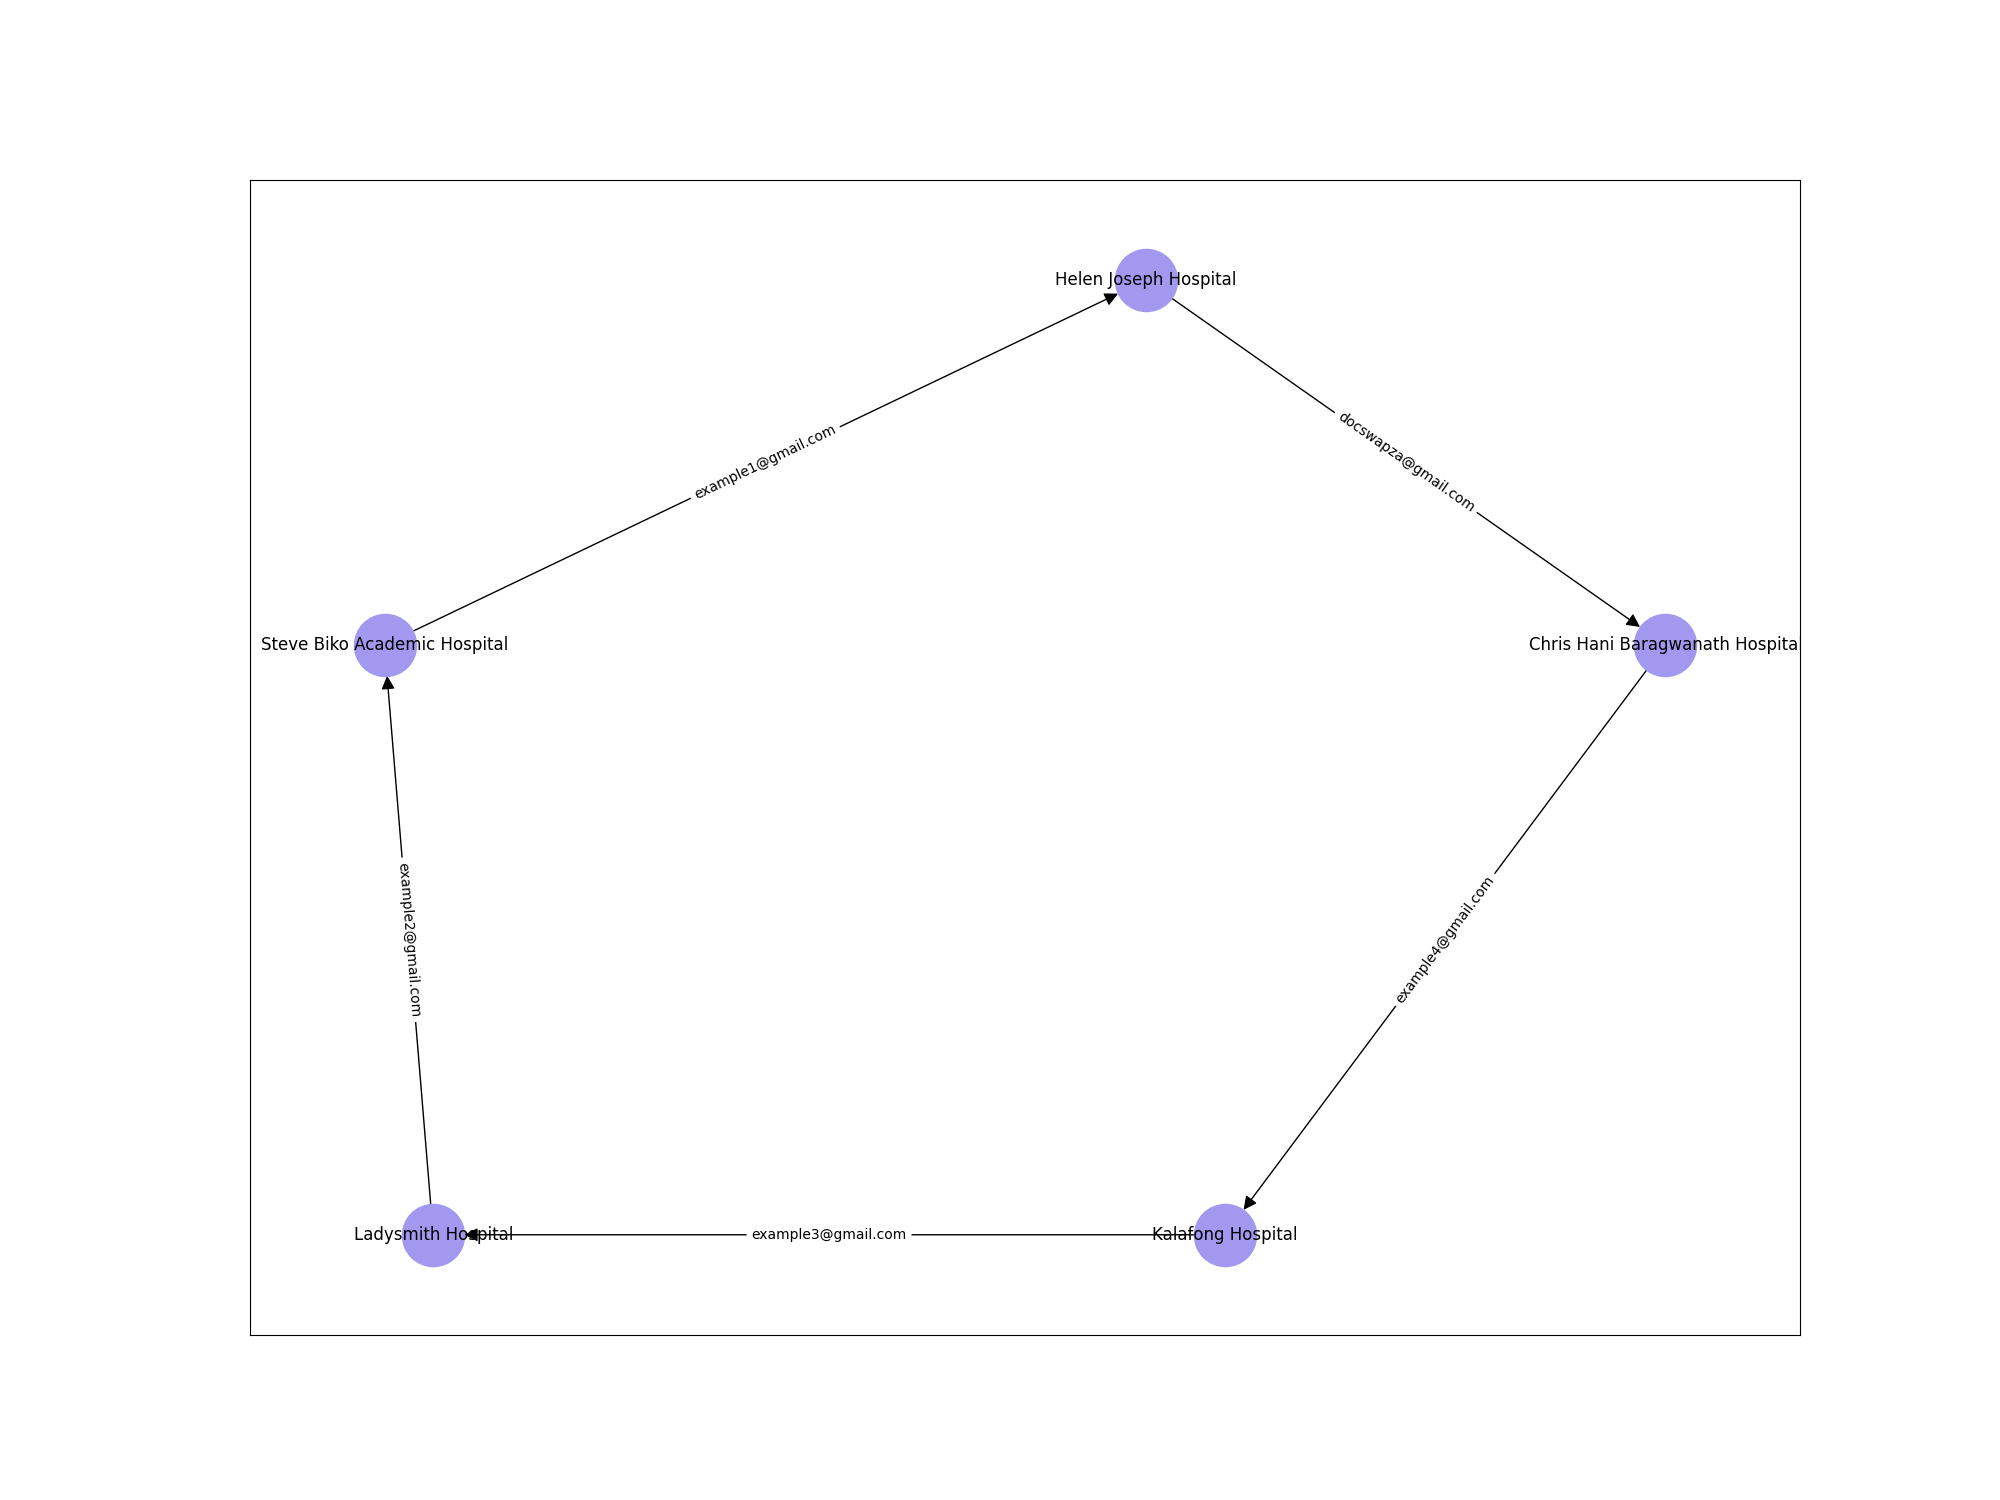 Helen Joseph Hospital
docswapza@gmail.com
example1@gmail.com
Steve Biko Academic Hospital
Chris Hani Baragwanath Hospita
example2@gmail.com
example4@gmail.com
Ladysmith Hospital
example3@gmail.com
Kalafong Hospital